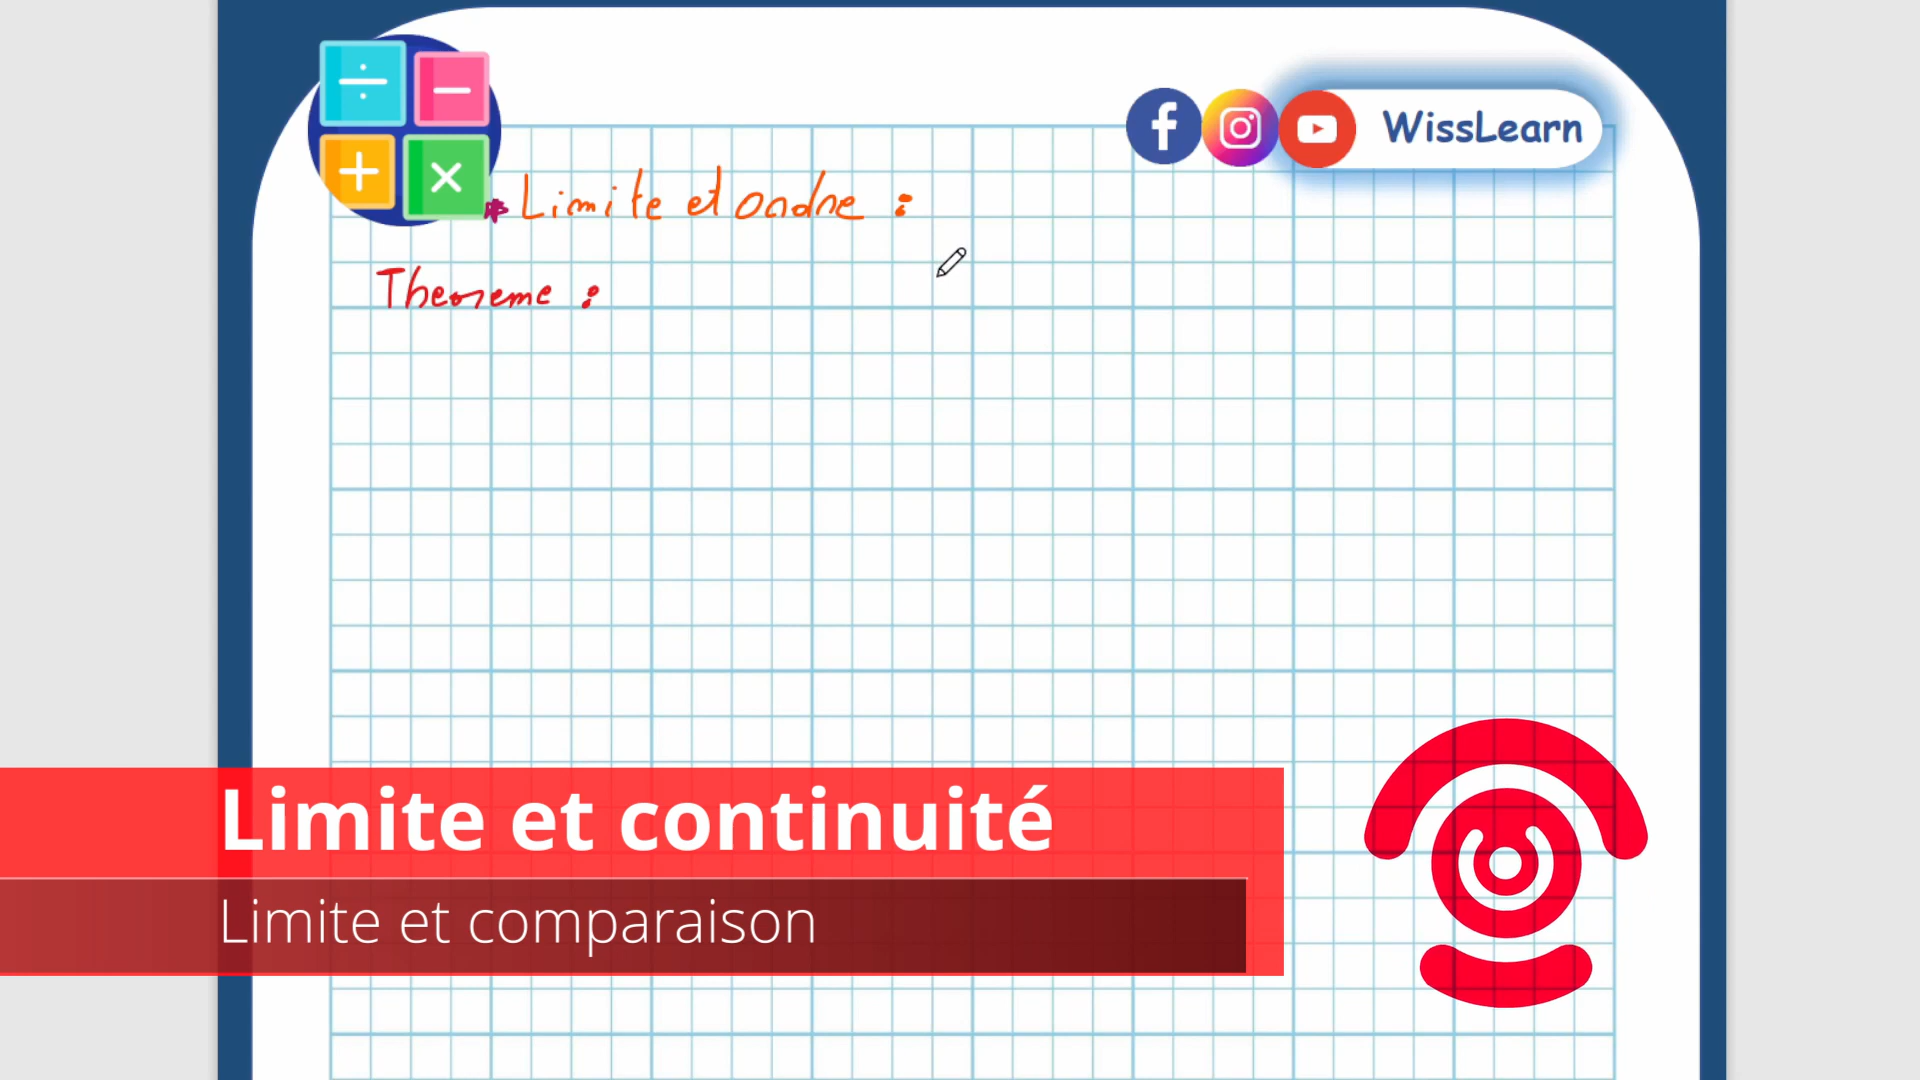 WissLearn
* Limite et ordre :
Theoreme :
Limite et continuité
Limite et comparaison